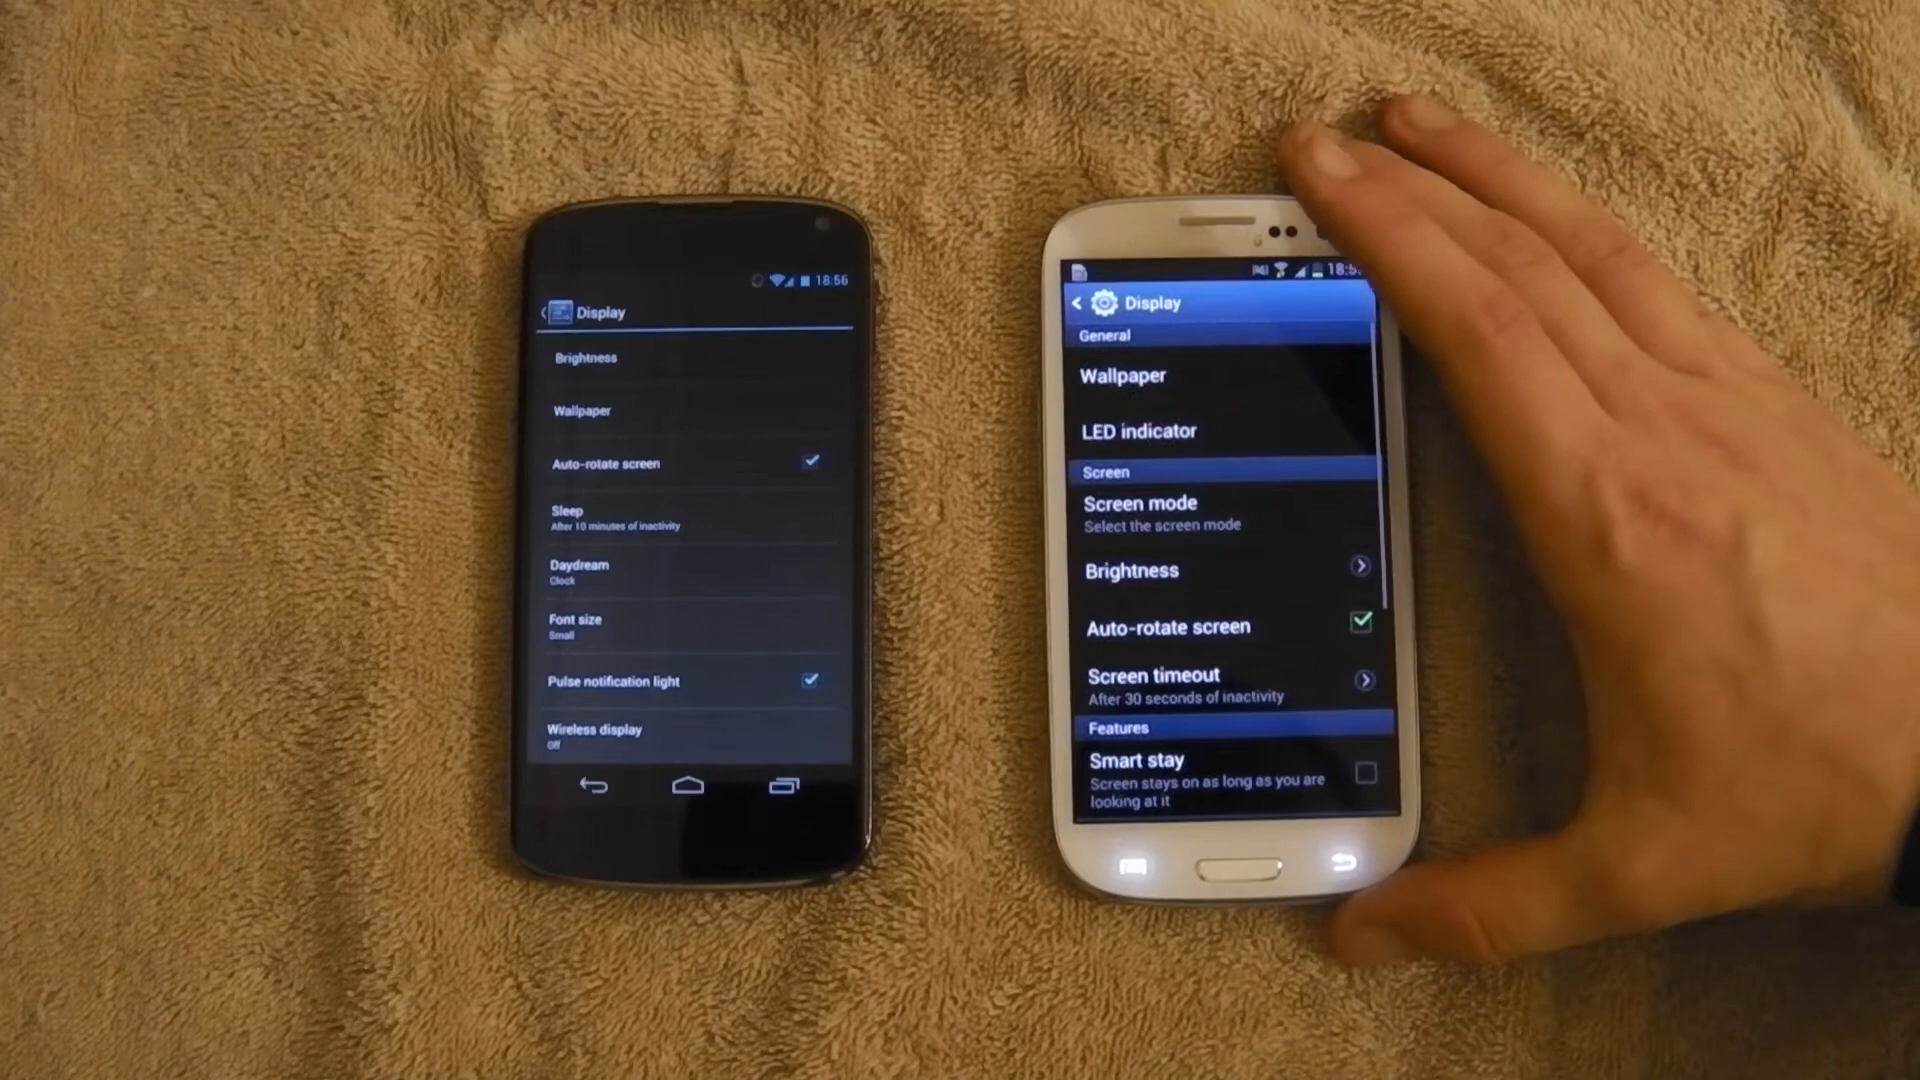 18:56
Display
Brightness
Wallpaper
Auto-rotate screen
Sleep
After 10 minutes of inactivity
Daydream
Clock
Font size
Small
Pulse notification light
Wireless display
Off
Display
General
Wallpaper
LED indicator
Screen
Screen mode
Select the screen mode
Brightness
Auto-rotate screen
Screen timeout
After 30 seconds of inactivity
Features
Smart stay
Screen stays on as long as you are
looking at it